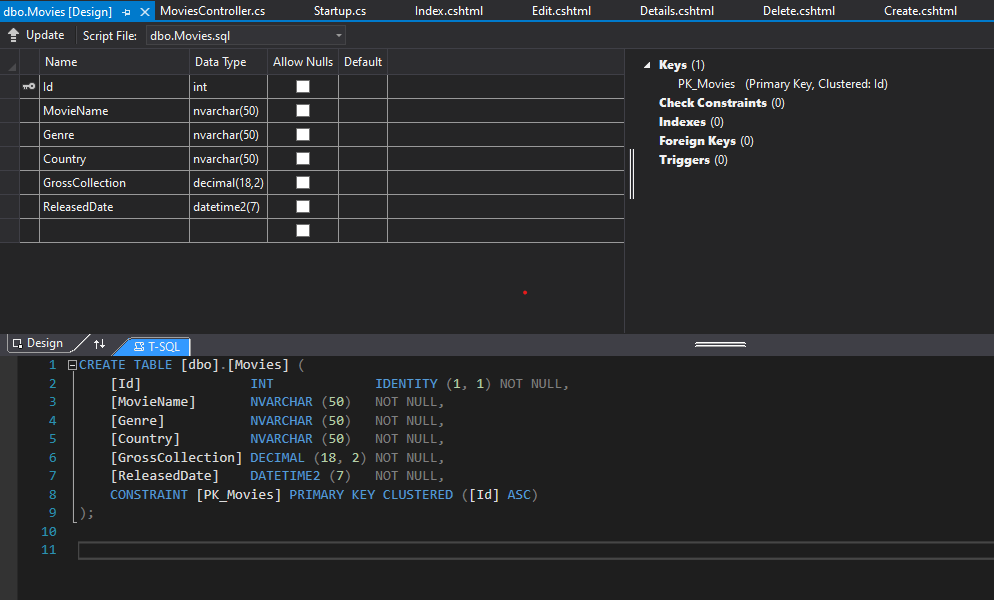 dbo.Movies [Design] MoviesController.cs Startup.cs Index.cshtml Edit.cshtml Details.cshtml Delete.cshtml Create.cshtml
Update Script File: dbo.Movies.sql
Name Data Type Allow Nulls Default
Id int
MovieName nvarchar(50)
Genre nvarchar(50)
Country nvarchar(50)
GrossCollection decimal(18,2)
ReleasedDate datetime2(7)
Keys (1)
PK_Movies (Primary Key, Clustered: Id)
Check Constraints (0)
Indexes (0)
Foreign Keys (0)
Triggers (0)
Design T-SQL
1 CREATE TABLE [dbo].[Movies] (
2 [Id] INT IDENTITY (1, 1) NOT NULL,
3 [MovieName] NVARCHAR (50) NOT NULL,
4 [Genre] NVARCHAR (50) NOT NULL,
5 [Country] NVARCHAR (50) NOT NULL,
6 [GrossCollection] DECIMAL (18, 2) NOT NULL,
7 [ReleasedDate] DATETIME2 (7) NOT NULL,
8 CONSTRAINT [PK_Movies] PRIMARY KEY CLUSTERED ([Id] ASC)
9 );
10
11